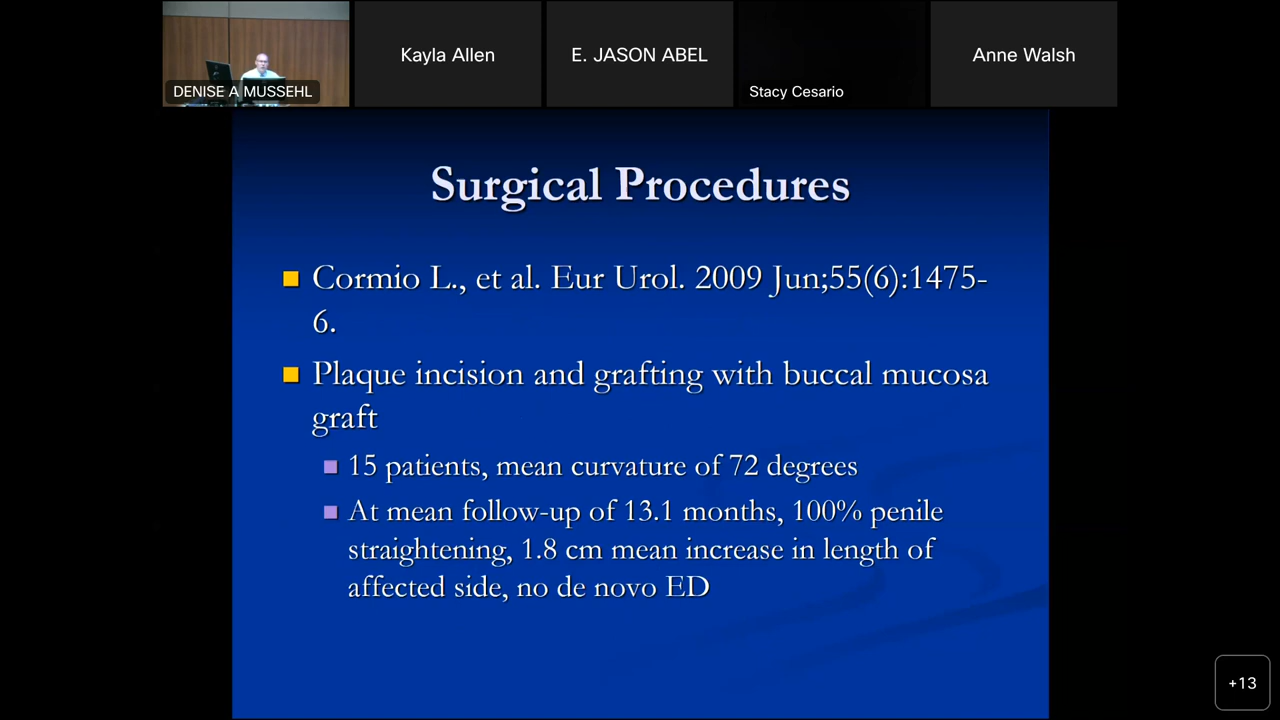 DENISE A MUSSEHL
Kayla Allen
E. JASON ABEL
Stacy Cesario
Anne Walsh
Surgical Procedures
Cormio L., et al. Eur Urol. 2009 Jun;55(6):1475-
6.
Plaque incision and grafting with buccal mucosa
graft
15 patients, mean curvature of 72 degrees
At mean follow-up of 13.1 months, 100% penile
straightening, 1.8 cm mean increase in length of
affected side, no de novo ED
+13